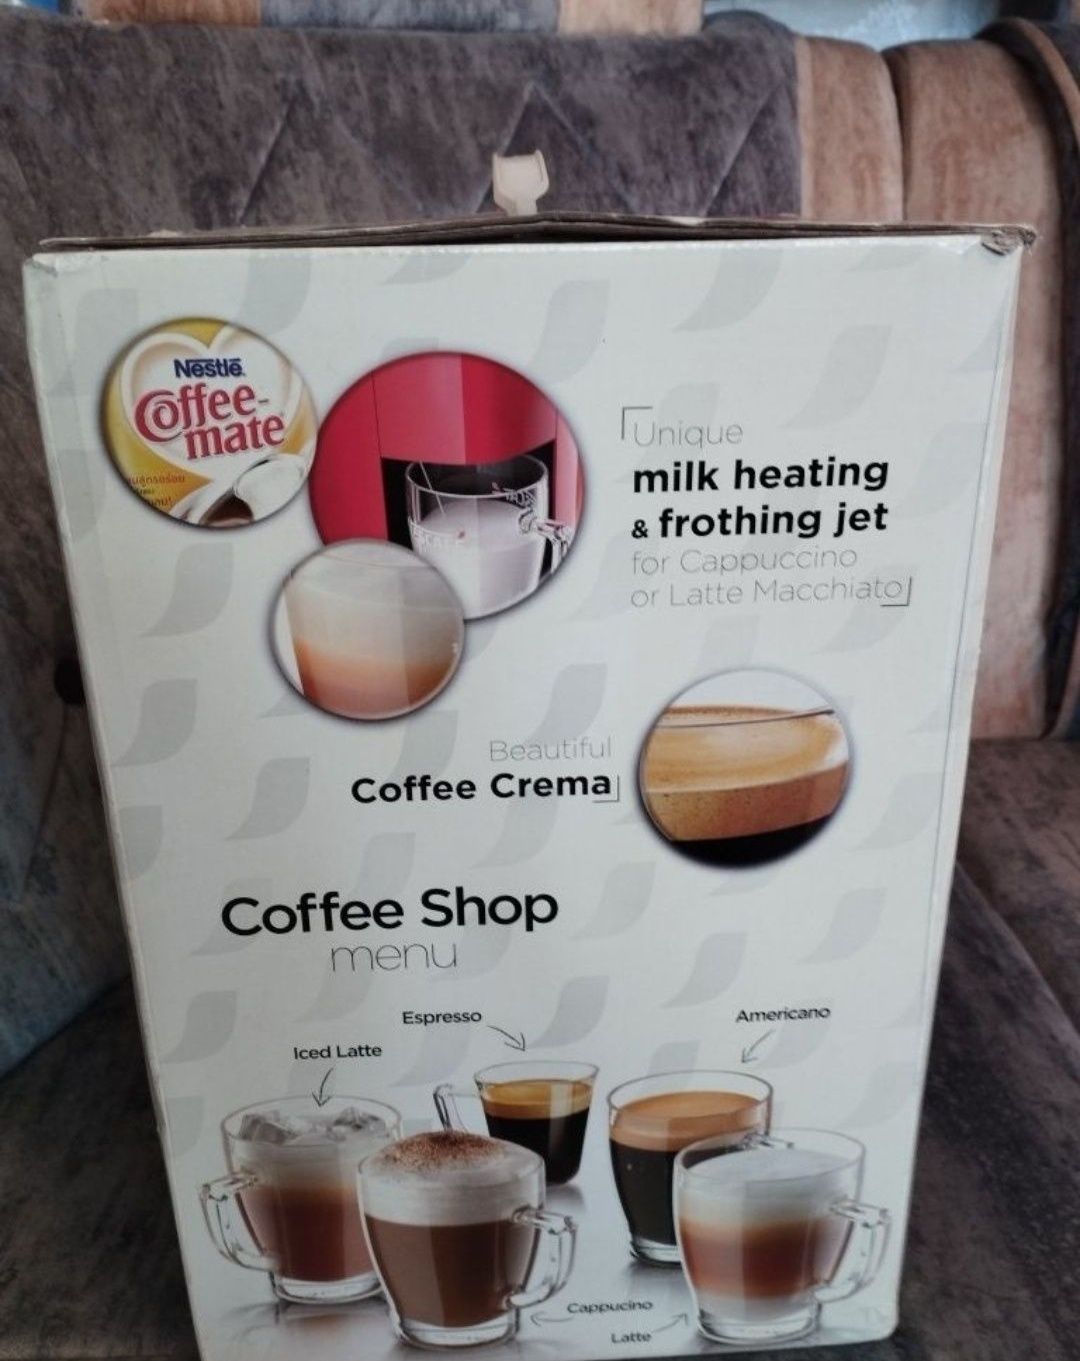 Nestlé
Coffee-
mate
Unique
milk heating
& frothing jet
for Cappuccino
or Latte Macchiato
Beautiful
Coffee Crema
Coffee Shop
menu
Espresso
Americano
Iced Latte
Cappucino
Latte